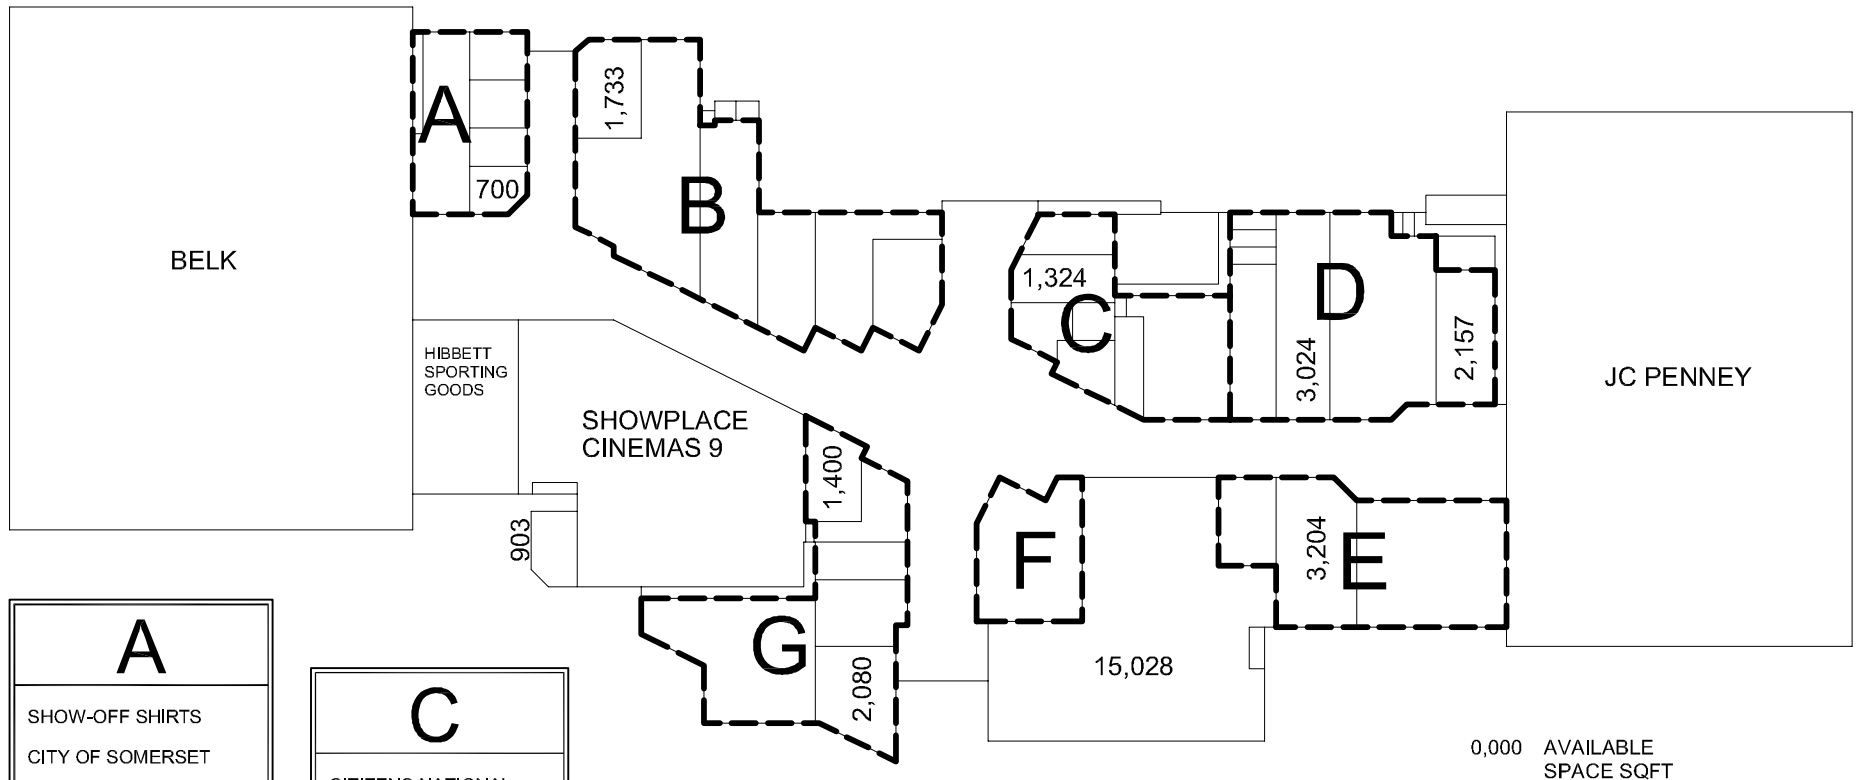 A
700
1,733
B
BELK
1,324
C
D
3,024
2,157
JC PENNEY
HIBBETT
SPORTING
GOODS
SHOWPLACE
CINEMAS 9
1,400
903
F
3,204
E
G
2,080
15,028
A
SHOW-OFF SHIRTS
CITY OF SOMERSET
C
0,000 AVAILABLE
SPACE SQFT